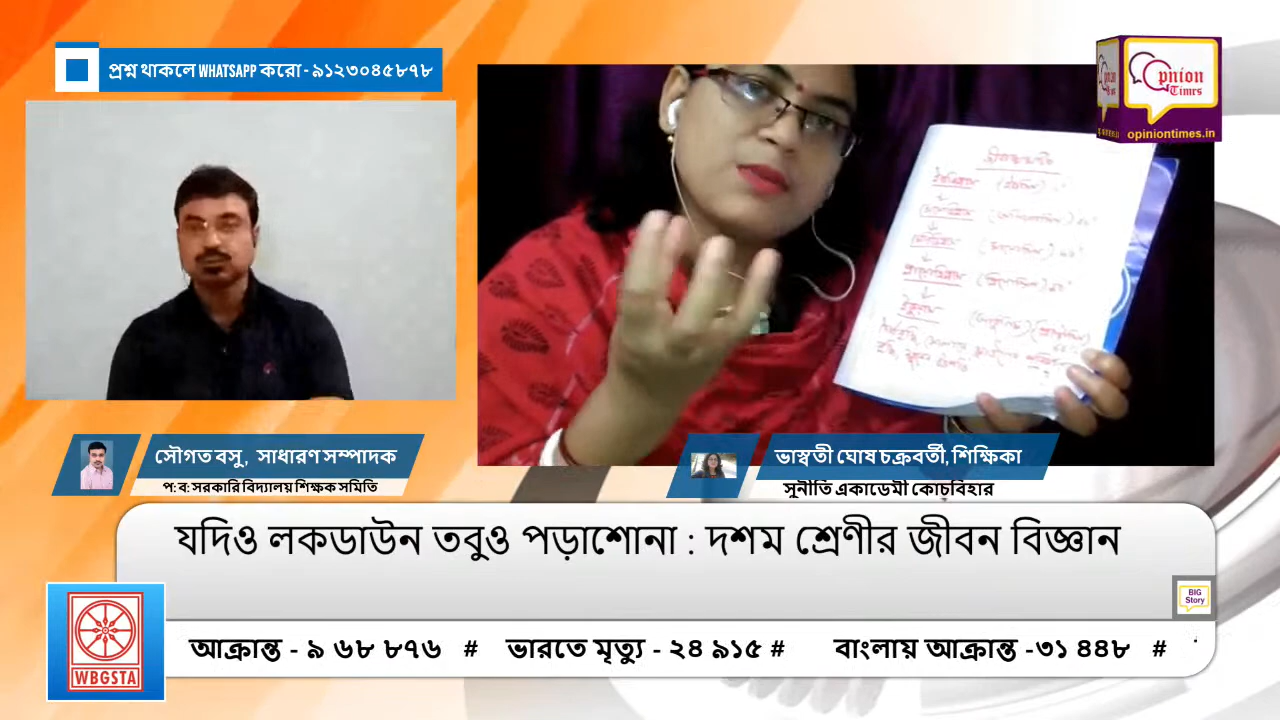 প্রশ্ন থাকলে WHATSAPP করো - ৯১২৩০৪৫৮৭৮
Opinion
Times
opiniontimes.in
সৌগত বসু, সাধারণ সম্পাদক
প: ব: সরকারি বিদ্যালয় শিক্ষক সমিতি
ভাস্বতী ঘোষ চক্রবর্তী, শিক্ষিকা
সুনীতি একাডেমী কোচবিহার
যদিও লকডাউন তবুও পড়াশোনা : দশম শ্রেণীর জীবন বিজ্ঞান
BIG
Story
আক্রান্ত - ৯ ৬৮ ৮৭৬ # ভারতে মৃত্যু - ২৪ ৯১৫ # বাংলায় আক্রান্ত -৩১ ৪৪৮ #
WBGSTA